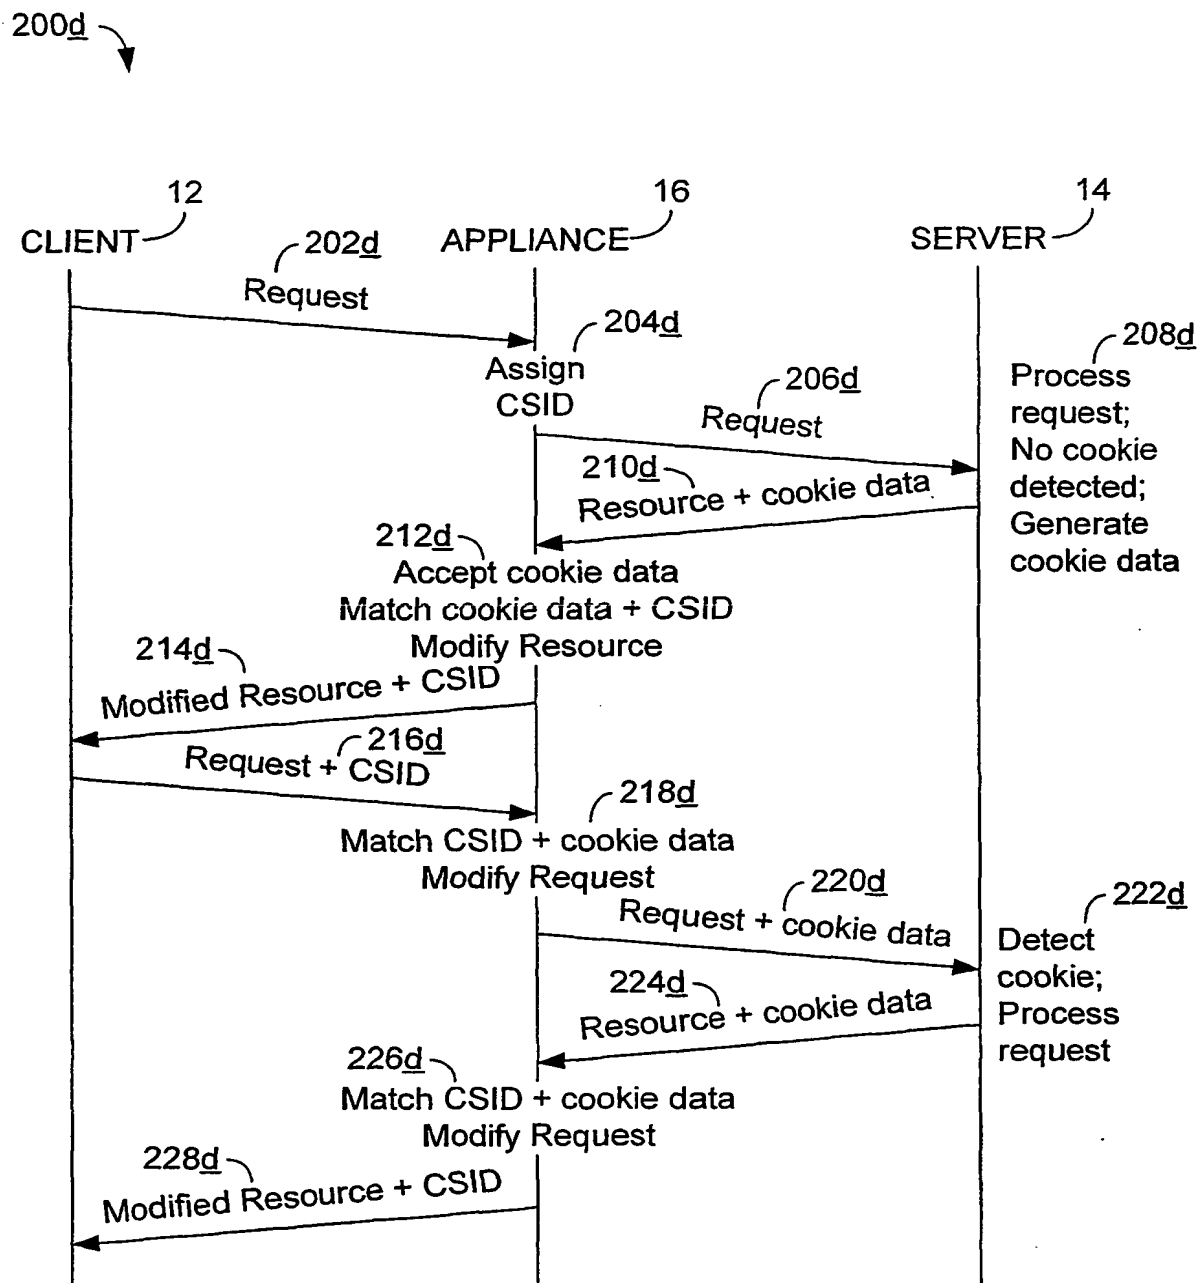 200d
12
16
14
CLIENT
APPLIANCE
SERVER
202d
Request
204d
Assign
CSID
206d
Request
208d
Process
request;
No cookie
detected;
Generate
cookie data
210d
Resource + cookie data
212d
Accept cookie data
Match cookie data + CSID
Modify Resource
214d
Modified Resource + CSID
216d
Request + CSID
218d
Match CSID + cookie data
Modify Request
220d
Request + cookie data
222d
Detect
cookie;
Process
request
224d
Resource + cookie data
226d
Match CSID + cookie data
Modify Request
228d
Modified Resource + CSID